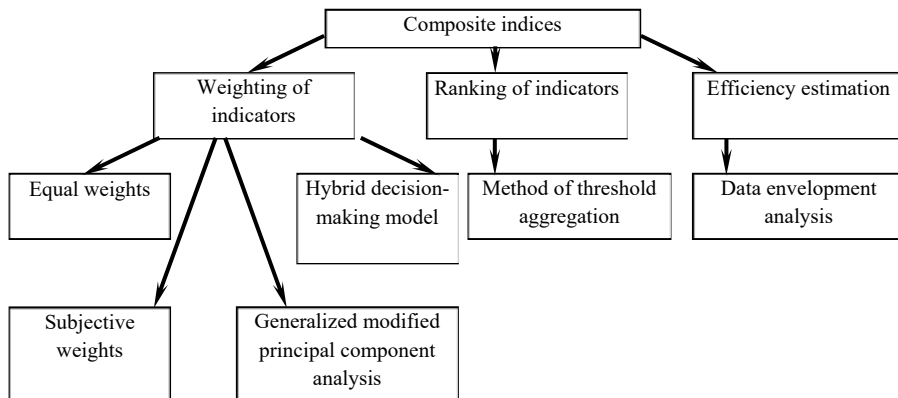 Composite indices
Weighting of
indicators
Ranking of indicators
Efficiency estimation
Equal weights
Hybrid decision-
making model
Method of threshold
aggregation
Data envelopment
analysis
Subjective
weights
Generalized modified
principal component
analysis